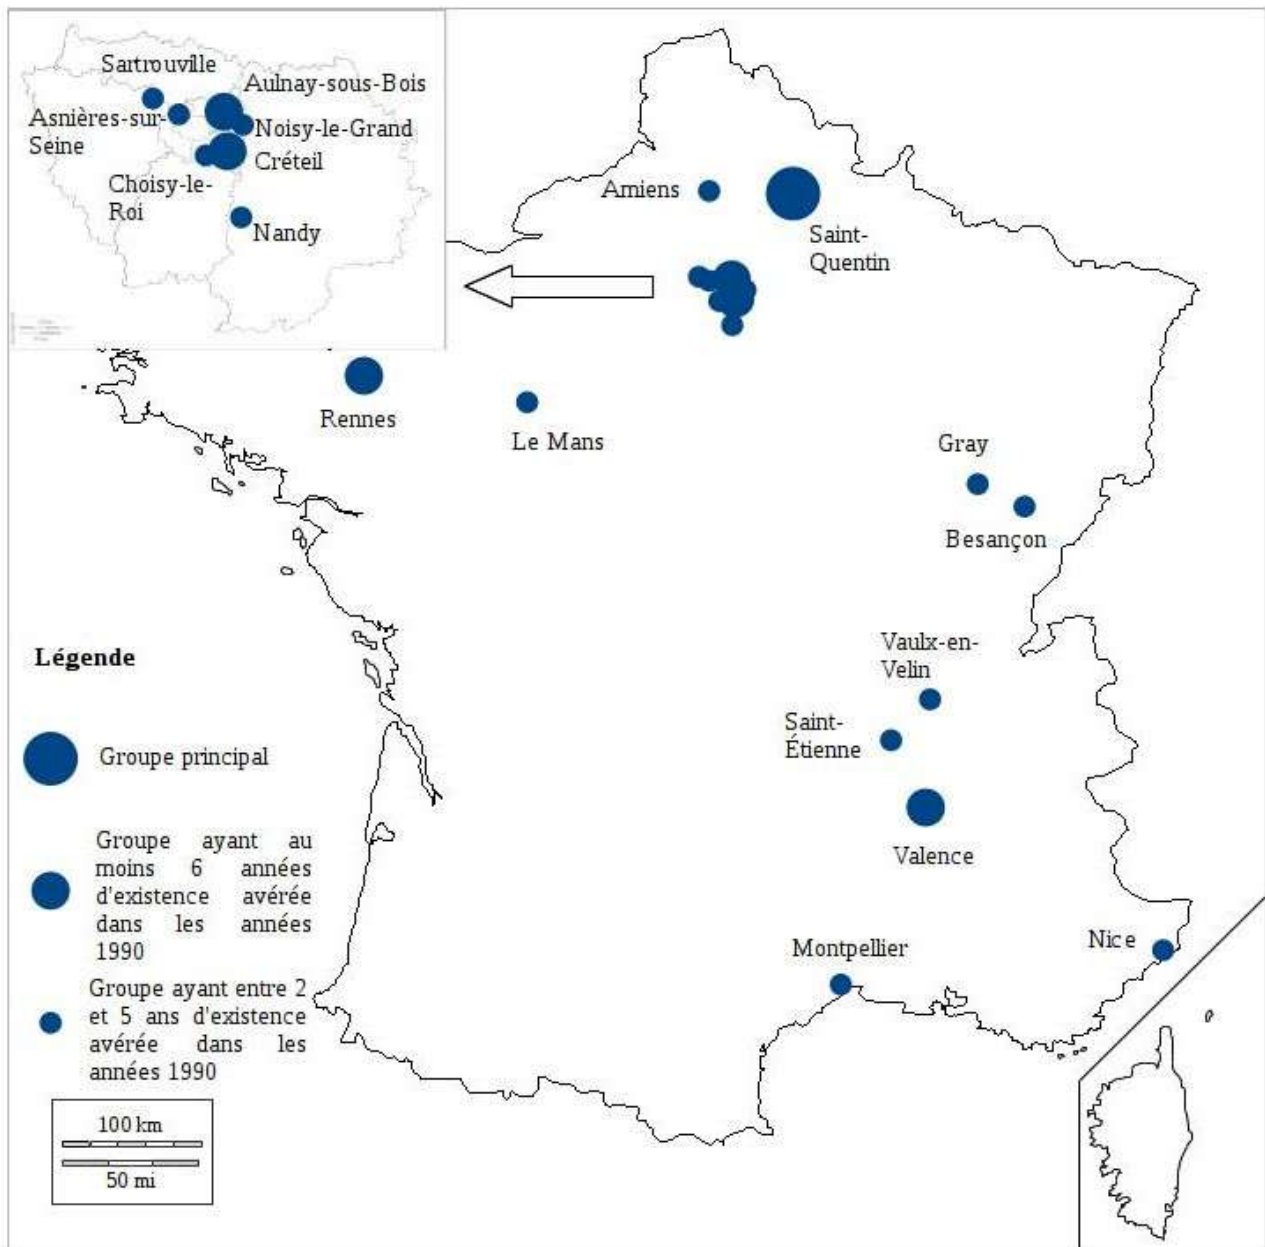 Sartrouville
Aulnay-sous-Bois
Asnières-sur-
Seine
Noisy-le-Grand
Créteil
Choisy-le-
Roi
Nandy
Amiens
Saint-
Quentin
Rennes
Le Mans
Gray
Besançon
Vaulx-en-
Velin
Saint-
Étienne
Valence
Montpellier
Nice
Légende
Groupe principal
Groupe ayant au
moins 6 années
d'existence avérée
dans les années
1990
Groupe ayant entre 2
et 5 ans d'existence
avérée dans les
années 1990
100 km
50 mi